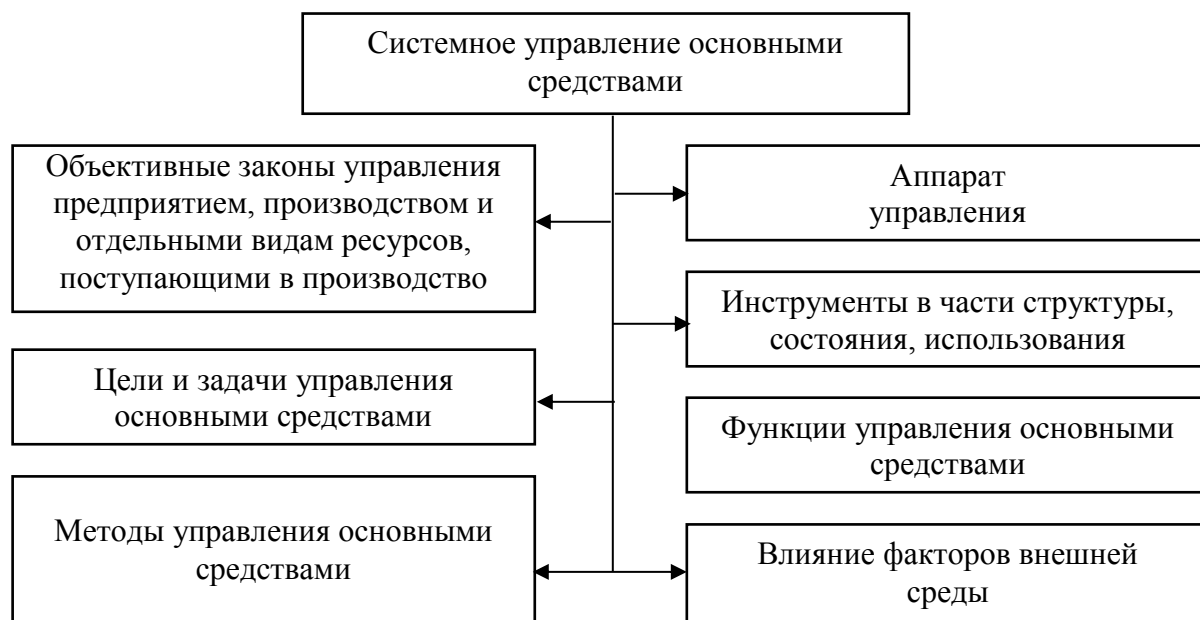 Системное управление основными
средствами
Объективные законы управления
предприятием, производством и
отдельными видам ресурсов,
поступающими в производство
Цели и задачи управления
основными средствами
Методы управления основными
средствами
Аппарат
управления
Инструменты в части структуры,
состояния, использования
Функции управления основными
средствами
Влияние факторов внешней
среды